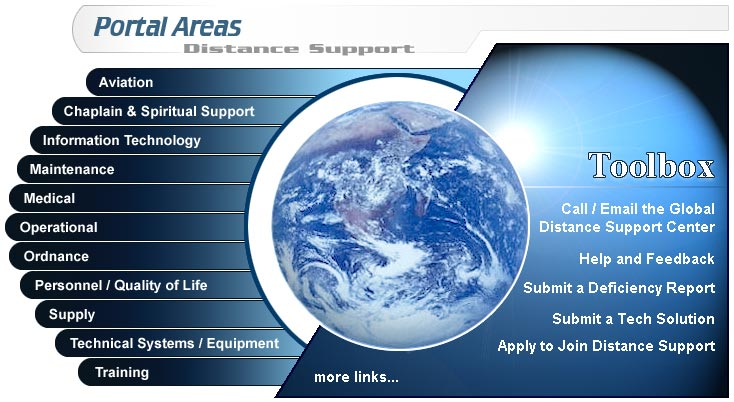 Portal Areas
Distance Support
Aviation
Chaplain & Spiritual Support
Information Technology
Maintenance
Medical
Operational
Ordnance
Personnel / Quality of Life
Supply
Technical Systems / Equipment
Training
Toolbox
Call / Email the Global
Distance Support Center
Help and Feedback
Submit a Deficiency Report
Submit a Tech Solution
Apply to Join Distance Support
more links...